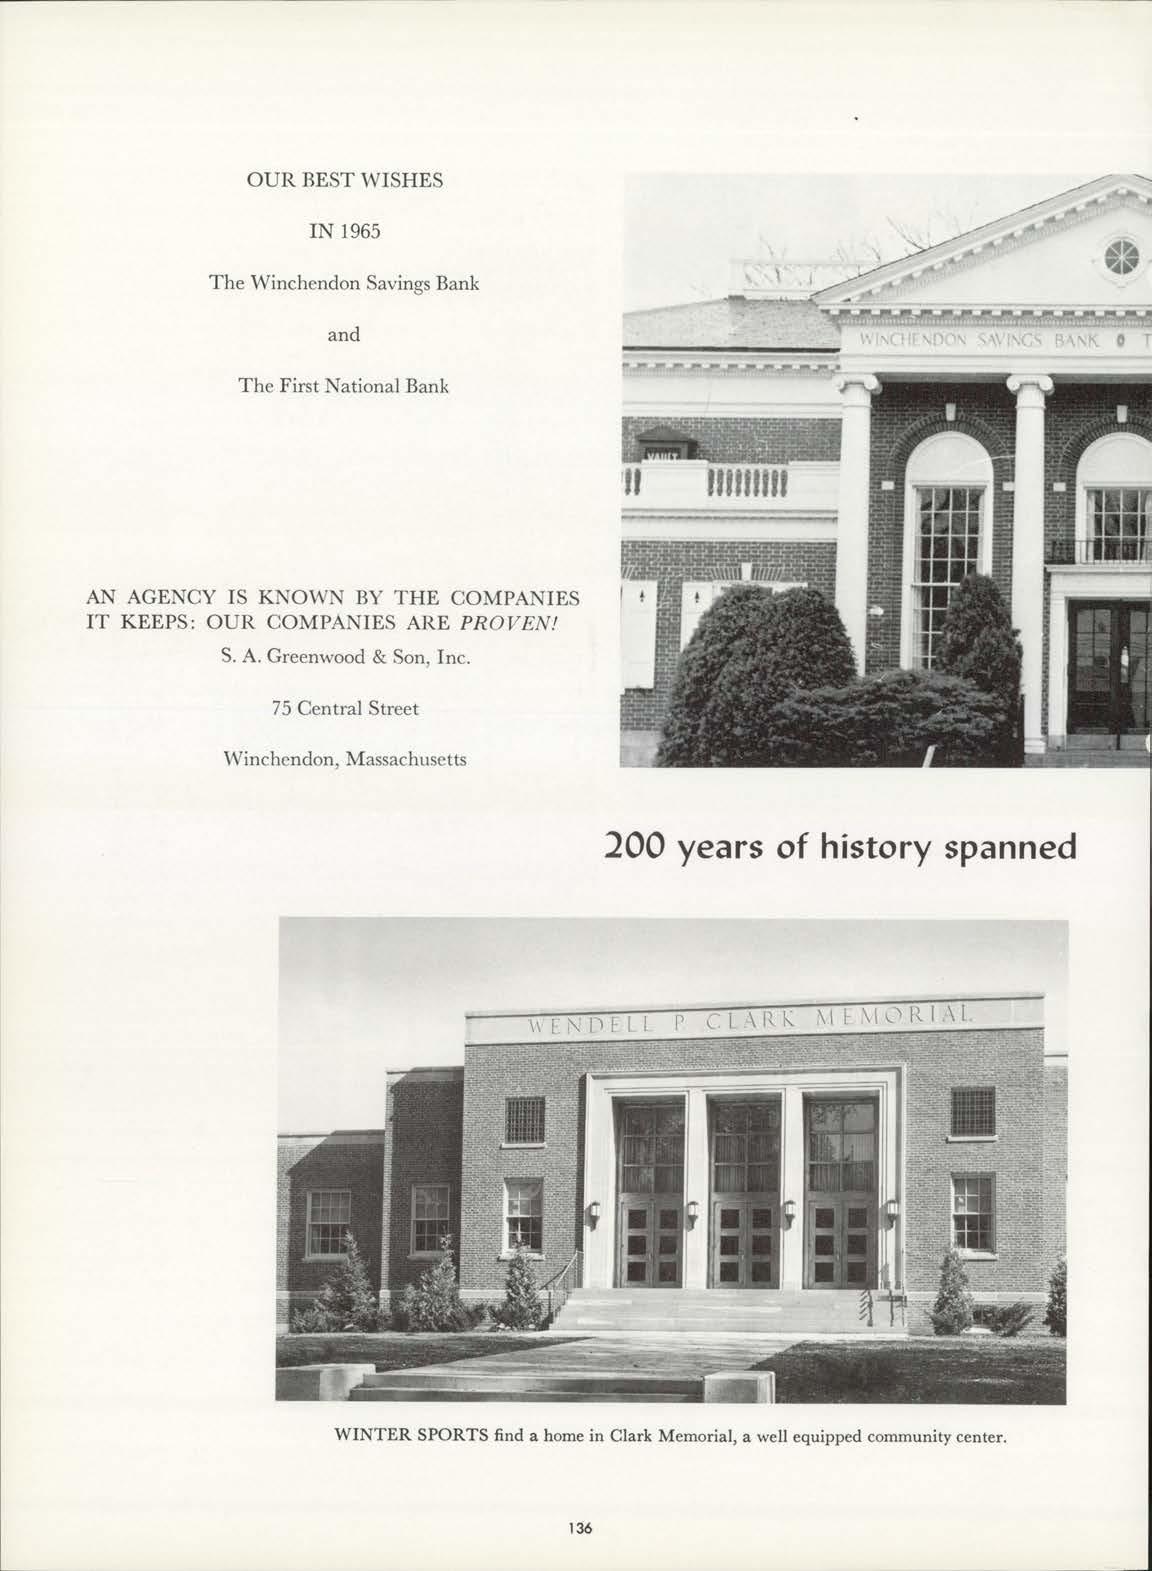 OUR BEST WISHES
IN 1965
The Winchendon Savings Bank
and
The First National Bank
WINCHENDON SAVINGS BANK T
VAULT
AN AGENCY IS KNOWN BY THE COMPANIES
IT KEEPS: OUR COMPANIES ARE PROVEN!
S. A. Greenwood & Son, Inc.
75 Central Street
Winchendon, Massachusetts
200 years of history spanned
WENDELL P. CLARK MEMORIAL
WINTER SPORTS find a home in Clark Memorial, a well equipped community center.
136